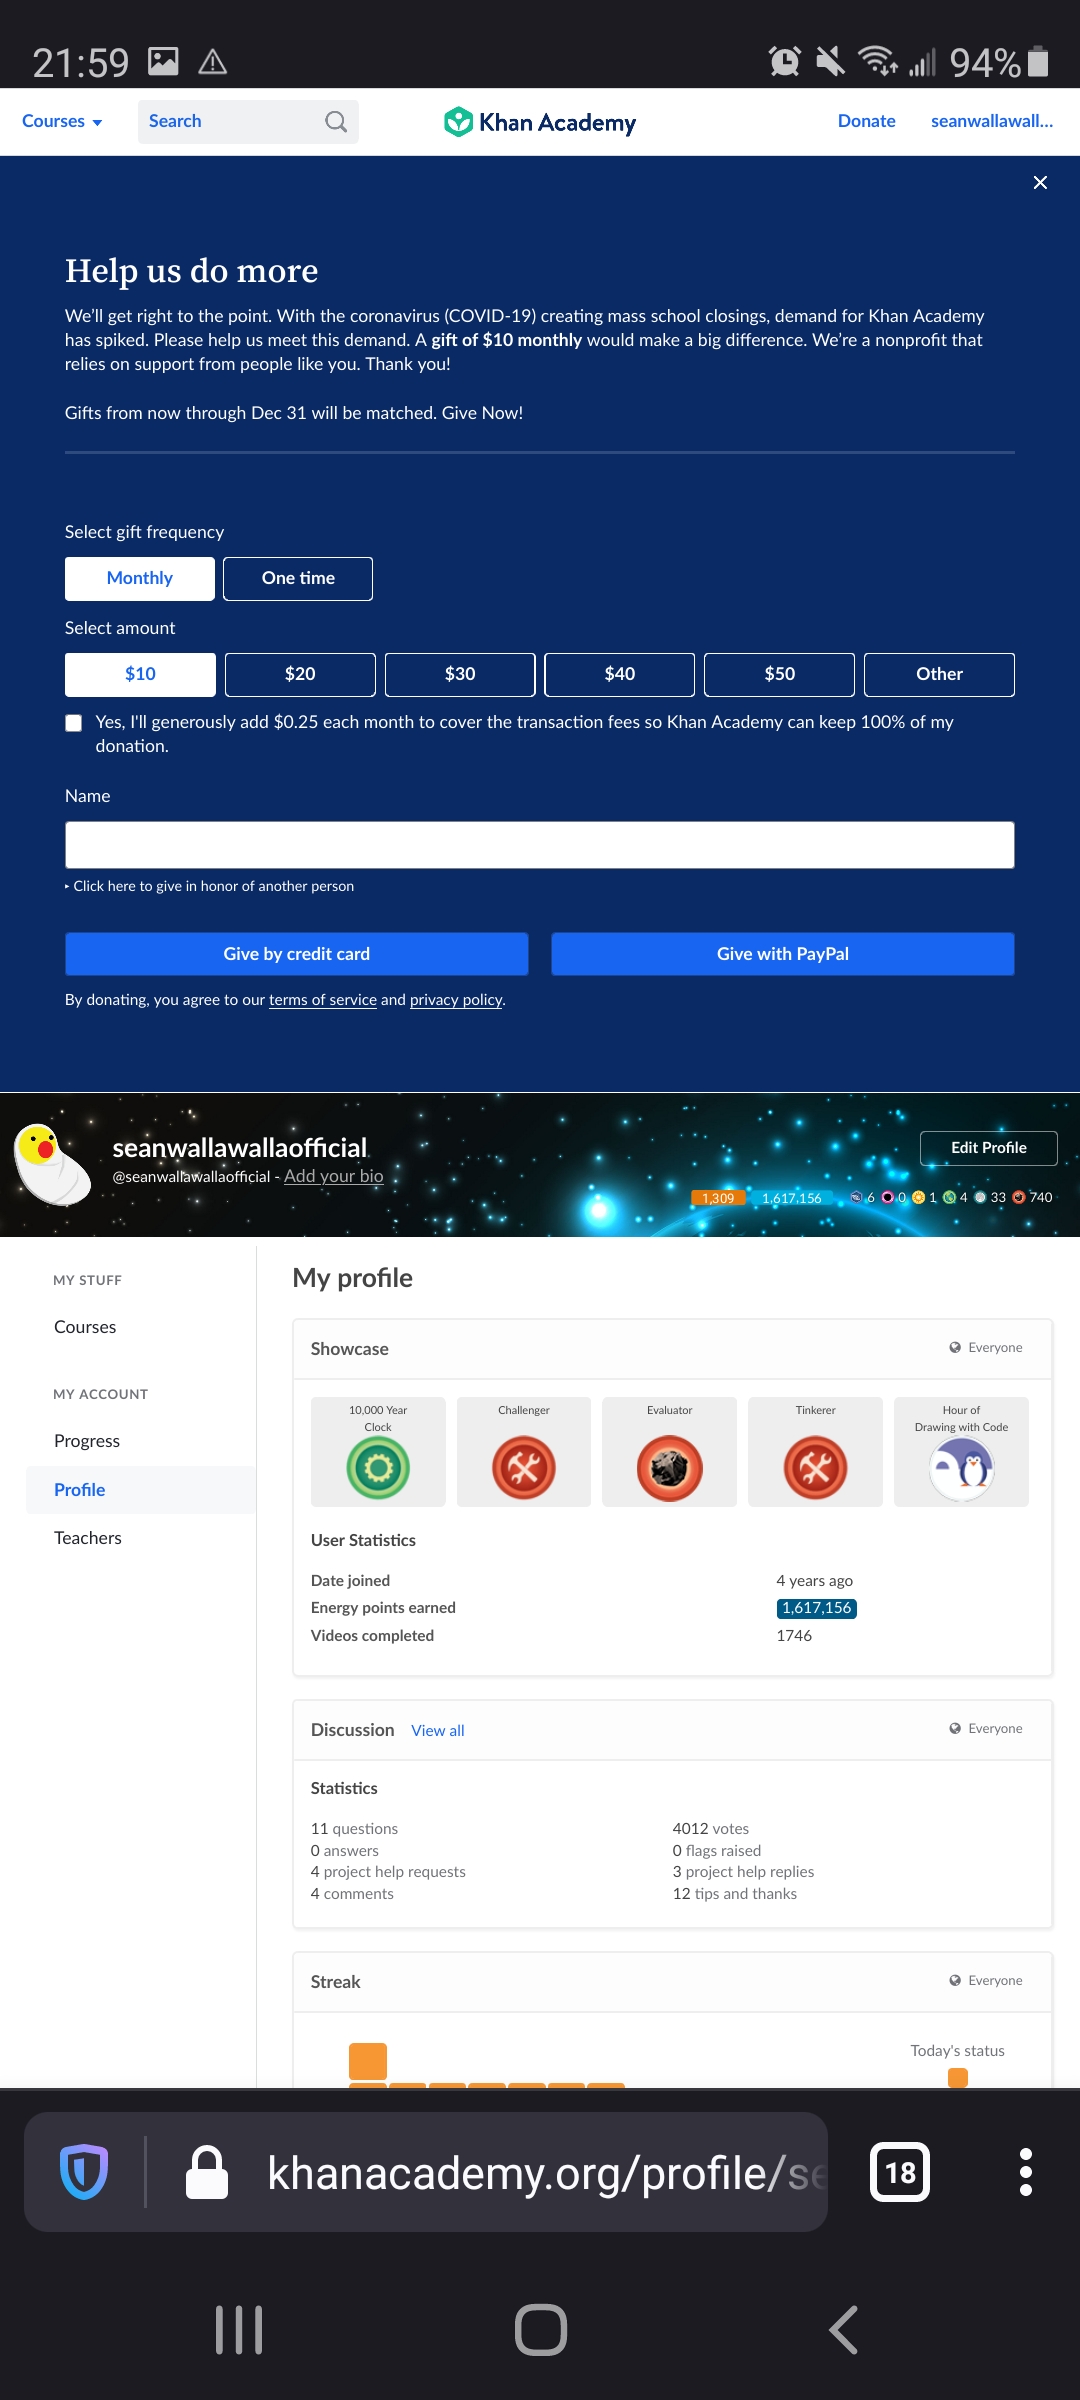 21:59
94%
Courses
Search
Khan Academy
Donate
seanwallawall...
Help us do more
We'll get right to the point. With the coronavirus (COVID-19) creating mass school closings, demand for Khan Academy
has spiked. Please help us meet this demand. A gift of $10 monthly would make a big difference. We're a nonprofit that
relies on support from people like you. Thank you!
Gifts from now through Dec 31 will be matched. Give Now!
Select gift frequency
Monthly
One time
Select amount
$10
$20
$30
$40
$50
Other
Yes, I'll generously add $0.25 each month to cover the transaction fees so Khan Academy can keep 100% of my
donation.
Name
Click here to give in honor of another person
Give by credit card
Give with PayPal
By donating, you agree to our terms of service and privacy policy.
seanwallawallaofficial
@seanwallawallaofficial - Add your bio
Edit Profile
1,309
1,617,156
6
0
1
4
33
740
MY STUFF
Courses
MY ACCOUNT
Progress
Profile
Teachers
My profile
Showcase
Everyone
10,000 Year
Clock
Challenger
Evaluator
Tinkerer
Hour of
Drawing with Code
User Statistics
Date joined
4 years ago
Energy points earned
1,617,156
Videos completed
1746
Discussion
View all
Everyone
Statistics
11 questions
4012 votes
0 answers
0 flags raised
4 project help requests
3 project help replies
4 comments
12 tips and thanks
Streak
Everyone
Today's status
khanacademy.org/profile/se
18